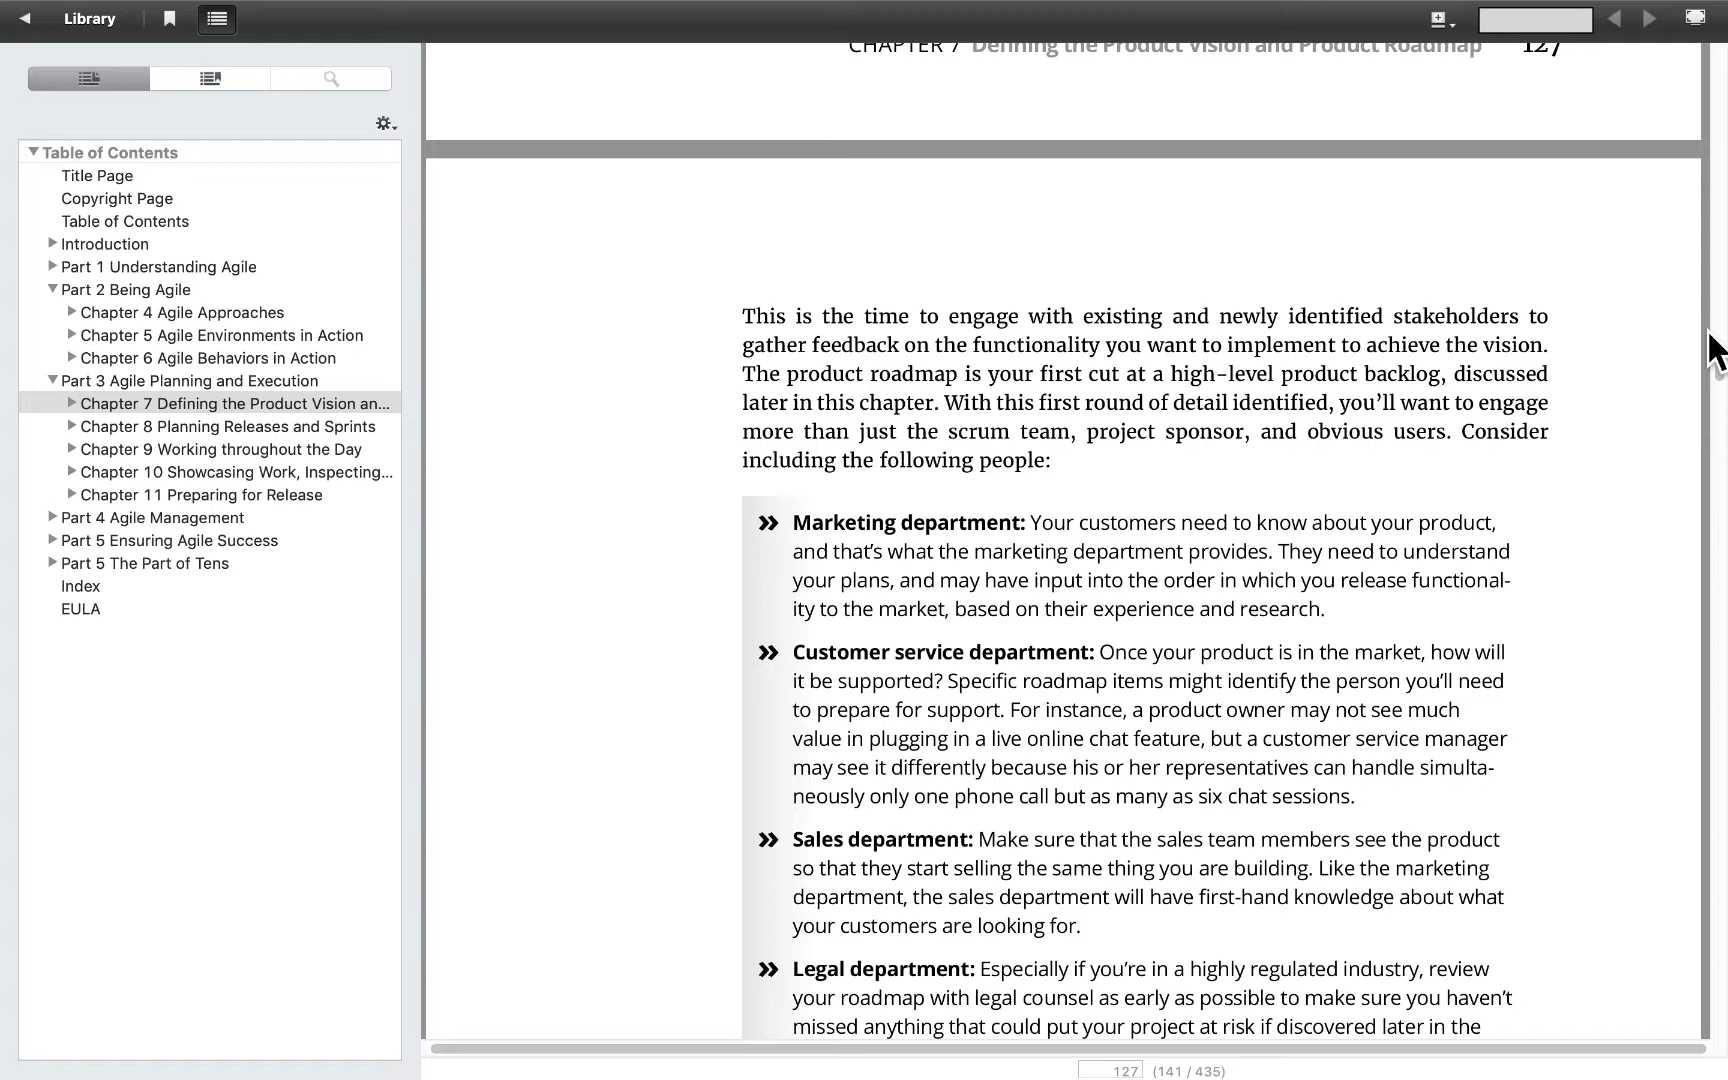 Library
CHAPTER 7 Defining the Product Vision and Product Roadmap 127
Table of Contents
Title Page
Copyright Page
Table of Contents
Introduction
Part 1 Understanding Agile
Part 2 Being Agile
Chapter 4 Agile Approaches
Chapter 5 Agile Environments in Action
Chapter 6 Agile Behaviors in Action
Part 3 Agile Planning and Execution
Chapter 7 Defining the Product Vision an...
Chapter 8 Planning Releases and Sprints
Chapter 9 Working throughout the Day
Chapter 10 Showcasing Work, Inspecting...
Chapter 11 Preparing for Release
Part 4 Agile Management
Part 5 Ensuring Agile Success
Part 5 The Part of Tens
Index
EULA
This is the time to engage with existing and newly identified stakeholders to
gather feedback on the functionality you want to implement to achieve the vision.
The product roadmap is your first cut at a high-level product backlog, discussed
later in this chapter. With this first round of detail identified, you’ll want to engage
more than just the scrum team, project sponsor, and obvious users. Consider
including the following people:
» Marketing department: Your customers need to know about your product,
and that’s what the marketing department provides. They need to understand
your plans, and may have input into the order in which you release functional-
ity to the market, based on their experience and research.
» Customer service department: Once your product is in the market, how will
it be supported? Specific roadmap items might identify the person you’ll need
to prepare for support. For instance, a product owner may not see much
value in plugging in a live online chat feature, but a customer service manager
may see it differently because his or her representatives can handle simulta-
neously only one phone call but as many as six chat sessions.
» Sales department: Make sure that the sales team members see the product
so that they start selling the same thing you are building. Like the marketing
department, the sales department will have first-hand knowledge about what
your customers are looking for.
» Legal department: Especially if you’re in a highly regulated industry, review
your roadmap with legal counsel as early as possible to make sure you haven’t
missed anything that could put your project at risk if discovered later in the
127 (141 / 435)